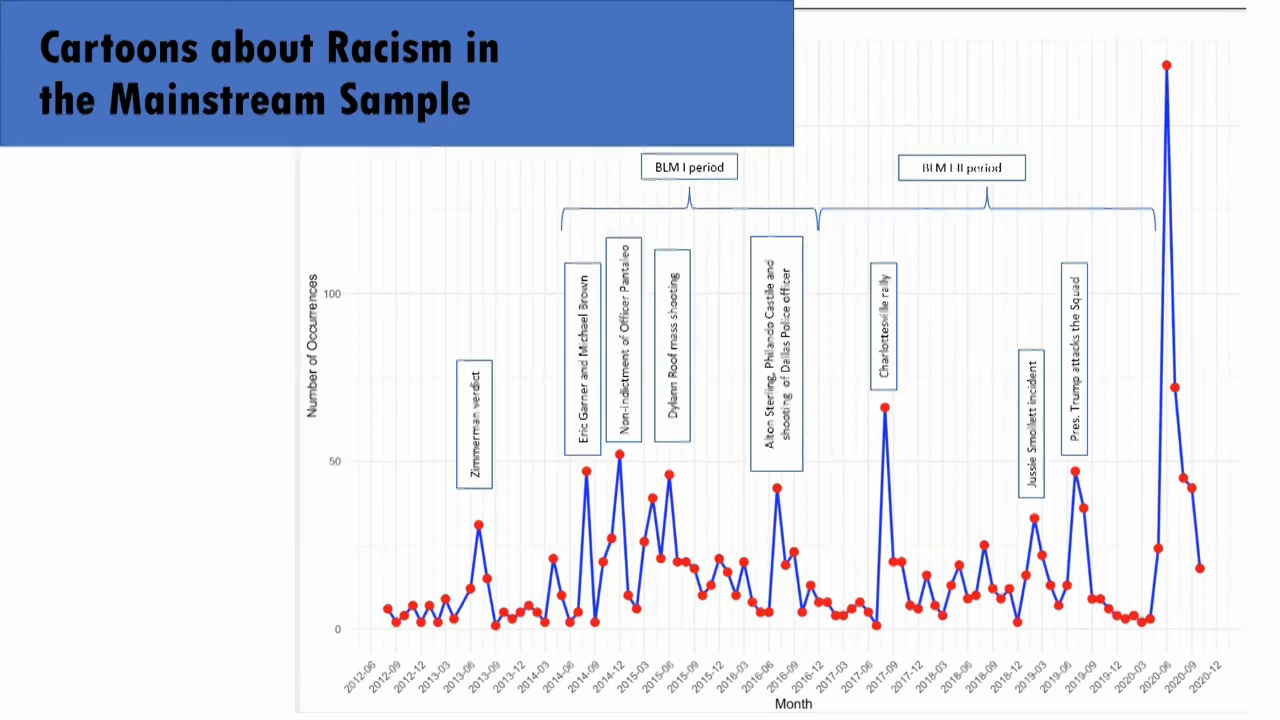 Cartoons about Racism in
the Mainstream Sample
BLM I period
BLM I-II period
Number of Occurrences
100
50
0
Zimmerman verdict
Eric Garner and Michael Brown
Non-indictment of Officer Pantaleo
Dylann Roof mass shooting
Alton Sterling, Philando Castile and
shooting of Dallas Police officer
Charlottesville rally
Jussie Smollett incident
Pres. Trump attacks the Squad
2012-06
2012-09
2012-12
2013-03
2013-06
2013-09
2013-12
2014-03
2014-06
2014-09
2014-12
2015-03
2015-06
2015-09
2015-12
2016-03
2016-06
2016-09
2016-12
2017-03
2017-06
2017-09
2017-12
2018-03
2018-06
2018-09
2018-12
2019-03
2019-06
2019-09
2019-12
2020-03
2020-06
2020-09
2020-12
Month